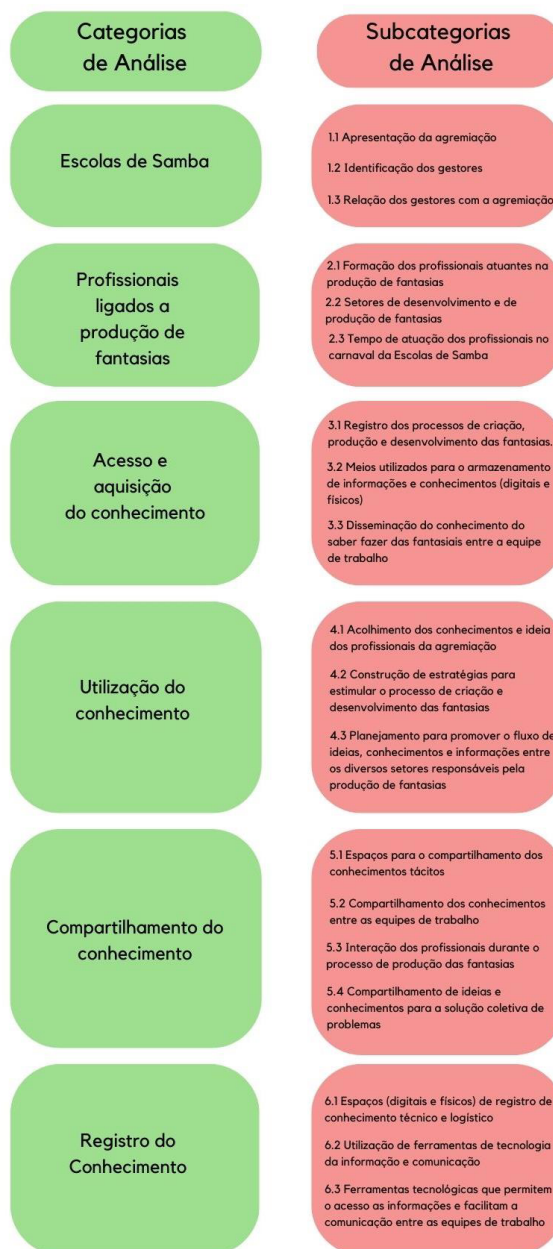 Categorias
de Análise
Subcategorias
de Análise
Escolas de Samba
1.1 Apresentação da agremiação
1.2 Identificação dos gestores
1.3 Relação dos gestores com a agremiação
Profissionais
ligados a
produção de
fantasias
2.1 Formação dos profissionais atuantes na
produção de fantasias
2.2 Setores de desenvolvimento e de
produção de fantasias
2.3 Tempo de atuação dos profissionais no
carnaval da Escolas de Samba
Acesso e
aquisição
do conhecimento
3.1 Registro dos processos de criação,
produção e desenvolvimento das fantasias.
3.2 Meios utilizados para o armazenamento
de informações e conhecimentos (digitais e
físicos)
3.3 Disseminação do conhecimento do
saber fazer das fantasiais entre a equipe
de trabalho
Utilização do
conhecimento
4.1 Acolhimento dos conhecimentos e ideia
dos profissionais da agremiação
4.2 Construção de estratégias para
estimular o processo de criação e
desenvolvimento das fantasias
4.3 Planejamento para promover o fluxo de
ideias, conhecimentos e informações entre
os diversos setores responsáveis pela
produção de fantasias
Compartilhamento do
conhecimento
5.1 Espaços para o compartilhamento dos
conhecimentos tácitos
5.2 Compartilhamento dos conhecimentos
entre as equipes de trabalho
5.3 Interação dos profissionais durante o
processo de produção das fantasias
5.4 Compartilhamento de ideias e
conhecimentos para a solução coletiva de
problemas
Registro do
Conhecimento
6.1 Espaços (digitais e físicos) de registro de
conhecimento técnico e logístico
6.2 Utilização de ferramentas de tecnologia
da informação e comunicação
6.3 Ferramentas tecnológicas que permitem
o acesso as informações e facilitam a
comunicação entre as equipes de trabalho